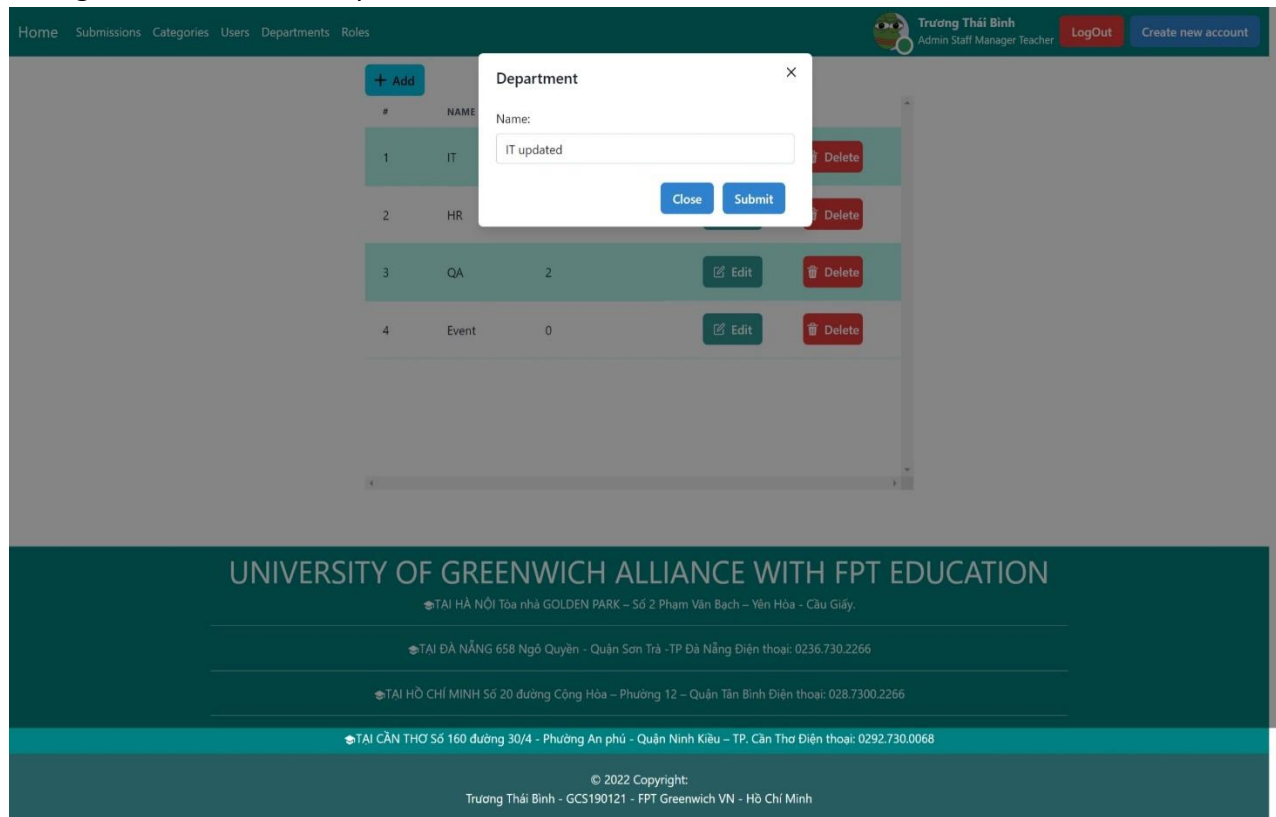 Home Submissions Categories Users Departments Roles
Trương Thái Bình
Admin Staff Manager Teacher
LogOut
Create new account
+ Add
Department
# NAME
Name:
1 IT
IT updated
Delete
Close Submit
2 HR
Delete
3 QA 2 Edit Delete
4 Event 0 Edit Delete
UNIVERSITY OF GREENWICH ALLIANCE WITH FPT EDUCATION
TẠI HÀ NỘI Tòa nhà GOLDEN PARK – Số 2 Phạm Văn Bạch – Yên Hòa - Cầu Giấy.
TẠI ĐÀ NẴNG 658 Ngô Quyền - Quận Sơn Trà -TP Đà Nẵng Điện thoại: 0236.730.2266
TẠI HỒ CHÍ MINH Số 20 đường Cộng Hòa – Phường 12 – Quận Tân Bình Điện thoại: 028.7300.2266
TẠI CẦN THƠ Số 160 đường 30/4 - Phường An phú - Quận Ninh Kiều – TP. Cần Thơ Điện thoại: 0292.730.0068
© 2022 Copyright:
Trương Thái Bình - GCS190121 - FPT Greenwich VN - Hồ Chí Minh